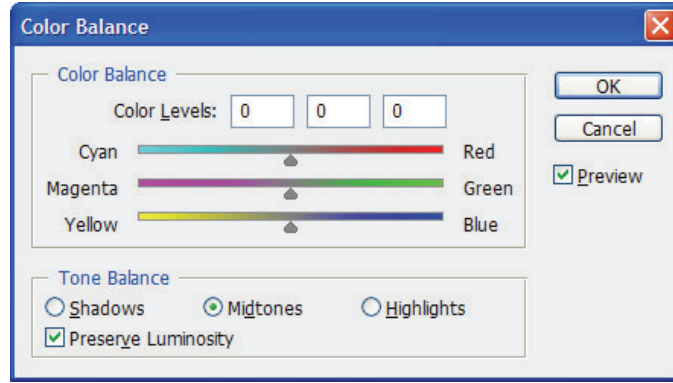 Color Balance
Color Balance
Color Levels: 0 0 0
Cyan Red
Magenta Green
Yellow Blue
OK
Cancel
Preview
Tone Balance
Shadows Midtones Highlights
Preserve Luminosity